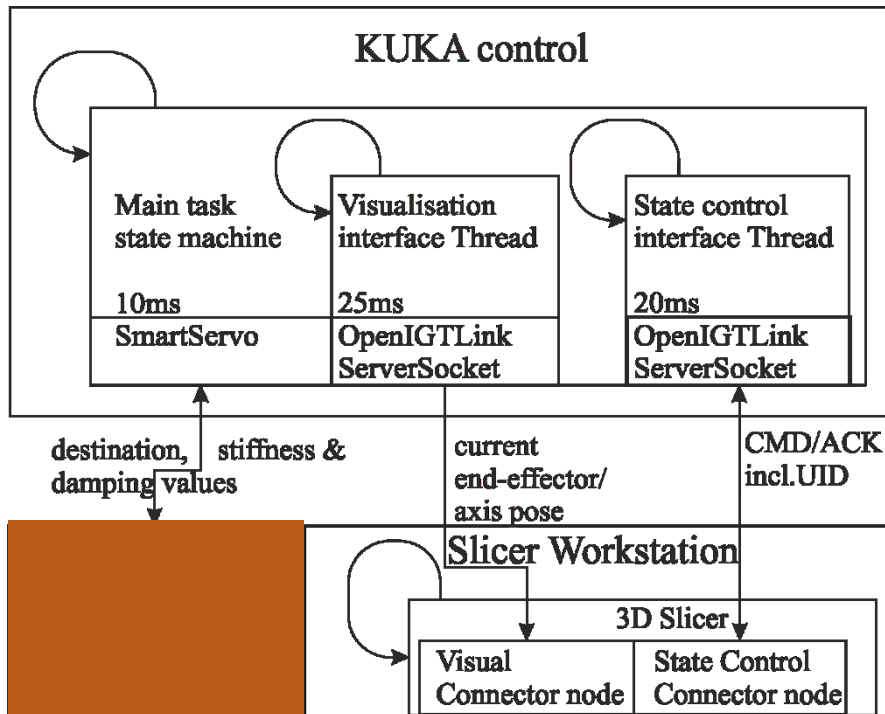 KUKA control
Main task
state machine
10ms
SmartServo
Visualisation
interface Thread
25ms
OpenIGTLink
ServerSocket
State control
interface Thread
20ms
OpenIGTLink
ServerSocket
destination, stiffness &
damping values
current
end-effector/
axis pose
CMD/ACK
incl.UID
Slicer Workstation
3D Slicer
Visual
Connector node
State Control
Connector node